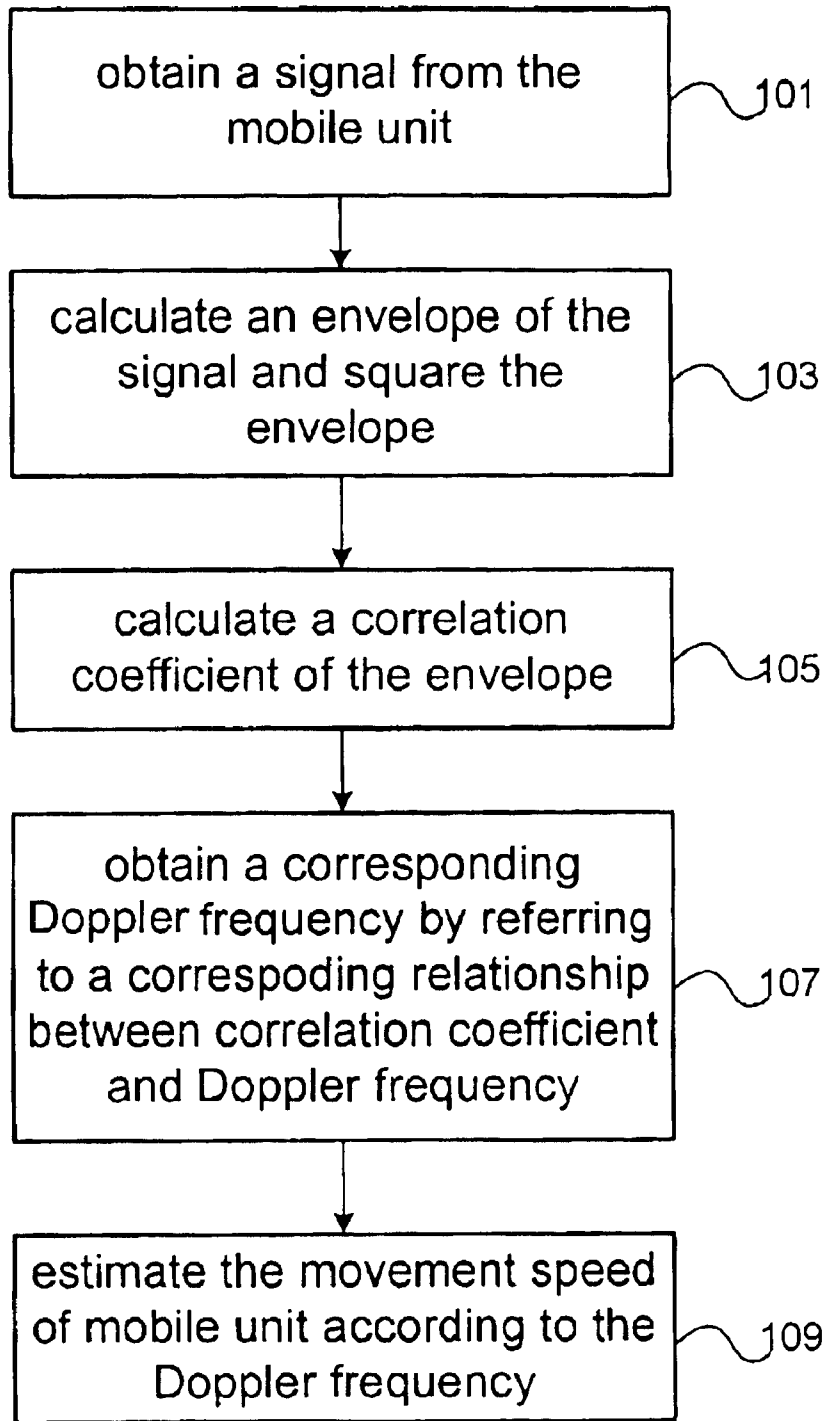 obtain a signal from the
mobile unit
101
calculate an envelope of the
signal and square the
envelope
103
calculate a correlation
coefficient of the envelope
105
obtain a corresponding
Doppler frequency by referring
to a correspoding relationship
between correlation coefficient
and Doppler frequency
107
estimate the movement speed
of mobile unit according to the
Doppler frequency
109